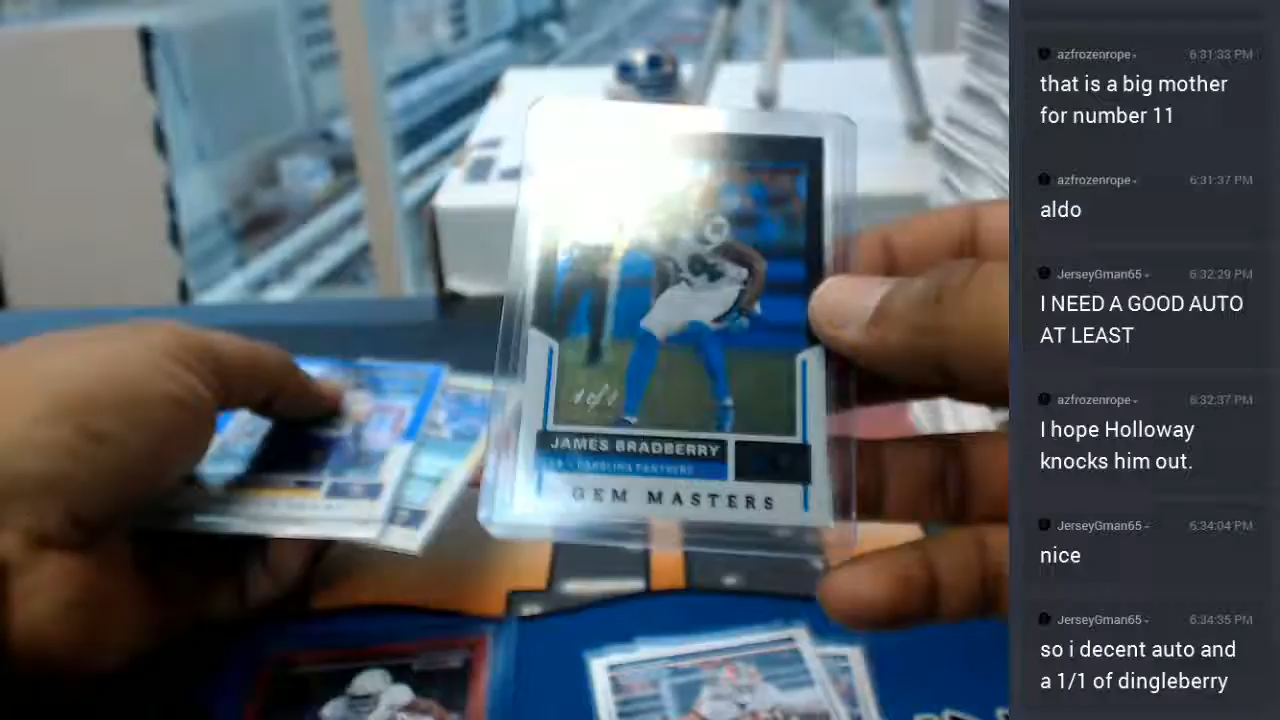 JAMES BRADBERRY
CB - CAROLINA PANTHERS
GEM MASTERS
azfrozenrope
6:31:33 PM
that is a big mother
for number 11
azfrozenrope
6:31:37 PM
aldo
JerseyGman65
6:32:29 PM
I NEED A GOOD AUTO
AT LEAST
azfrozenrope
6:32:37 PM
I hope Holloway
knocks him out.
JerseyGman65
6:34:04 PM
nice
JerseyGman65
6:34:35 PM
so i decent auto and
a 1/1 of dingleberry